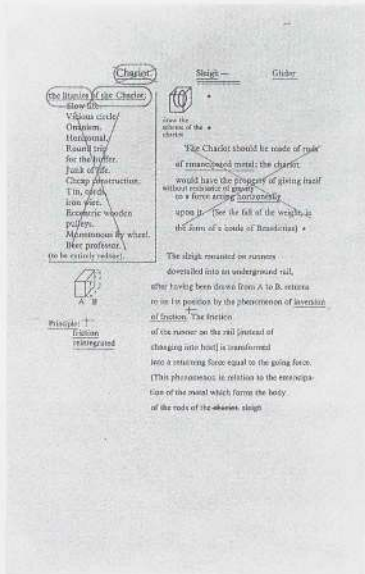 Chariot.
Sleigh —
Glider
the litanies of the Chariot:
Slow life.
Vicious circle.
Onanism.
Horizontal.
Round trip
for the buffer.
Junk of life.
Cheap construction.
Tin, cords,
iron wire.
Eccentric wooden
pulleys.
Monotonous fly wheel.
Beer professor.
(to be entirely redone).
A B
Principle:
friction
reintegrated
chariot
The Chariot should be made of rods
of emancipated metal: the chariot
would have the property of giving itself
without resistance of gravity
to a force acting horizontally
upon it. (See the fall of the weight, in
the form of a bottle of Benedictine)
The sleigh mounted on runners
dovetailed into an underground rail,
after having been drawn from A to B, returns
to its 1st position by the phenomenon of inversion
of friction. The friction
of the runner on the rail [instead of
changing into heat] is transformed
into a returning force equal to the going force.
(This phenomenon in relation to the emancipa-
tion of the metal which forms the body
of the rods of the chariot. sleigh